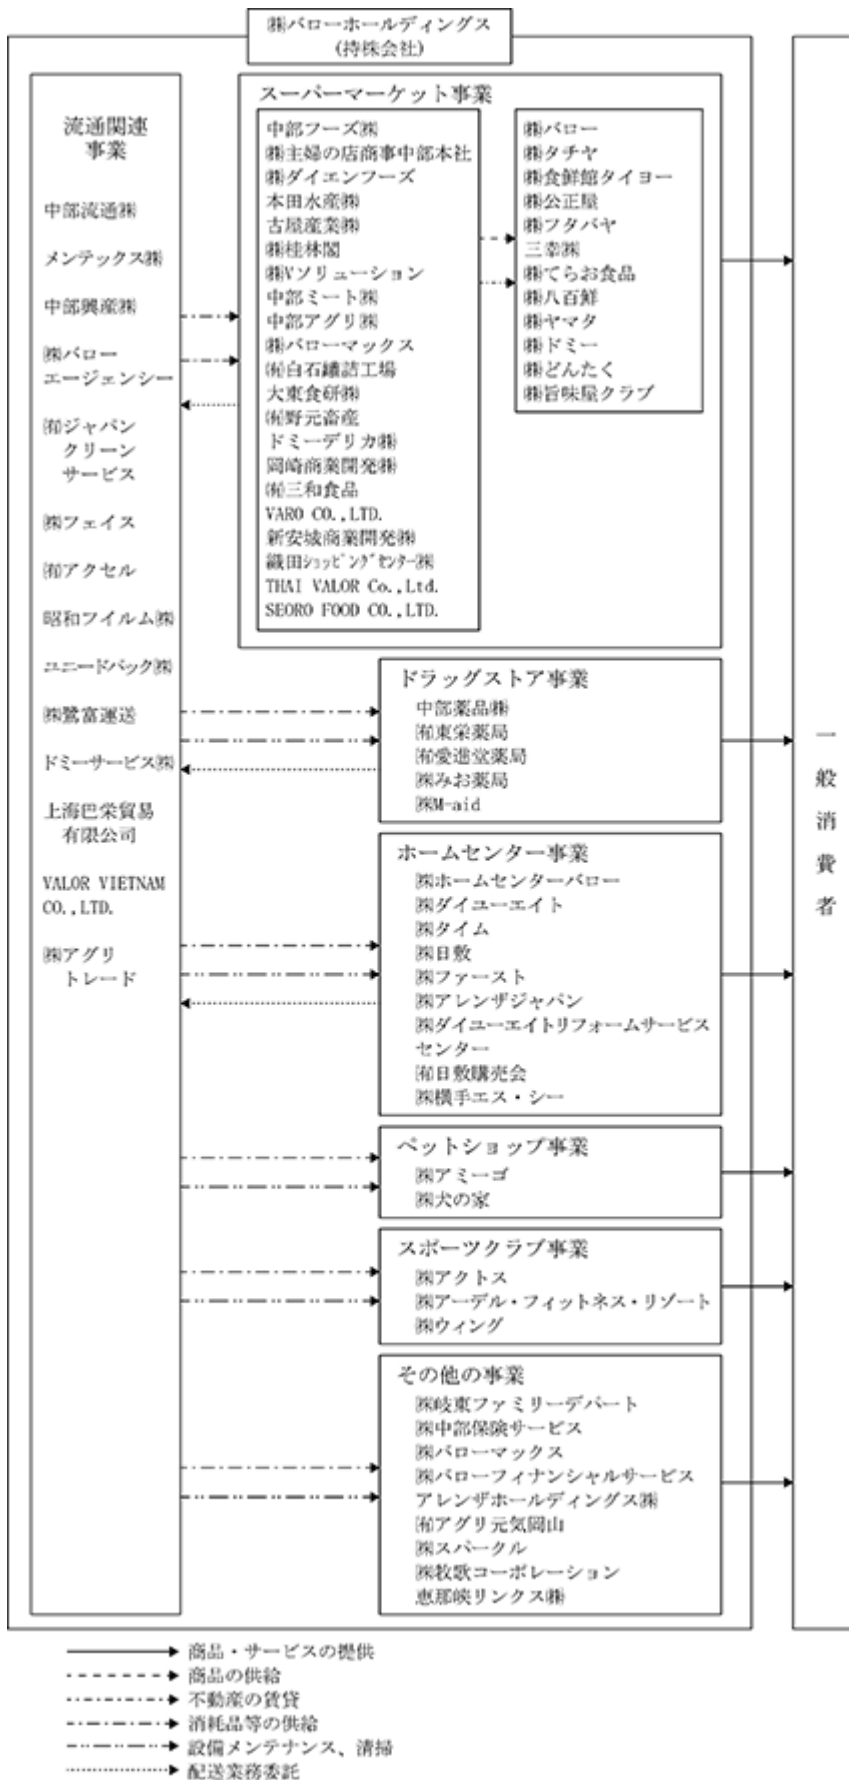 ㈱バローホールディングス
(持株会社)
流通関連
事業
中部流通㈱
メンテックス㈱
中部興産㈱
㈱バロー
エージェンシー
㈲ジャパン
クリーン
サービス
㈱フェイス
㈲アクセル
昭和フイルム㈱
ユニードパック㈱
㈱鷺富運送
ドミーサービス㈱
上海巴栄貿易
有限公司
VALOR VIETNAM
CO.,LTD.
㈱アグリ
トレード
スーパーマーケット事業
中部フーズ㈱
㈱主婦の店商事中部本社
㈱ダイエンフーズ
本田水産㈱
古屋産業㈱
㈱桂林閣
㈱Vソリューション
中部ミート㈱
中部アグリ㈱
㈱バローマックス
㈲白石鑵詰工場
大東食研㈱
㈲野元畜産
ドミーデリカ㈱
岡崎商業開発㈱
㈲三和食品
VARO CO.,LTD.
新安城商業開発㈱
織田ショッピングセンター㈱
THAI VALOR Co.,Ltd.
SEORO FOOD CO.,LTD.
㈱バロー
㈱タチヤ
㈱食鮮館タイヨー
㈱公正屋
㈱フタバヤ
三幸㈱
㈱てらお食品
㈱八百鮮
㈱ヤマタ
㈱ドミー
㈱どんたく
㈱旨味屋クラブ
ドラッグストア事業
中部薬品㈱
㈲東栄薬局
㈲愛進堂薬局
㈱みお薬局
㈱M-aid
ホームセンター事業
㈱ホームセンターバロー
㈱ダイユーエイト
㈱タイム
㈱日敷
㈱ファースト
㈱アレンザジャパン
㈱ダイユーエイトリフォームサービス
センター
㈲日敷購売会
㈱横手エス・シー
ペットショップ事業
㈱アミーゴ
㈱犬の家
スポーツクラブ事業
㈱アクトス
㈱アーデル・フィットネス・リゾート
㈱ウィング
その他の事業
㈱岐東ファミリーデパート
㈱中部保険サービス
㈱バローマックス
㈱バローフィナンシャルサービス
アレンザホールディングス㈱
㈲アグリ元気岡山
㈱スパークル
㈱牧歌コーポレーション
恵那峡リンクス㈱
一般消費者
商品・サービスの提供
商品の供給
不動産の賃貸
消耗品等の供給
設備メンテナンス、清掃
配送業務委託